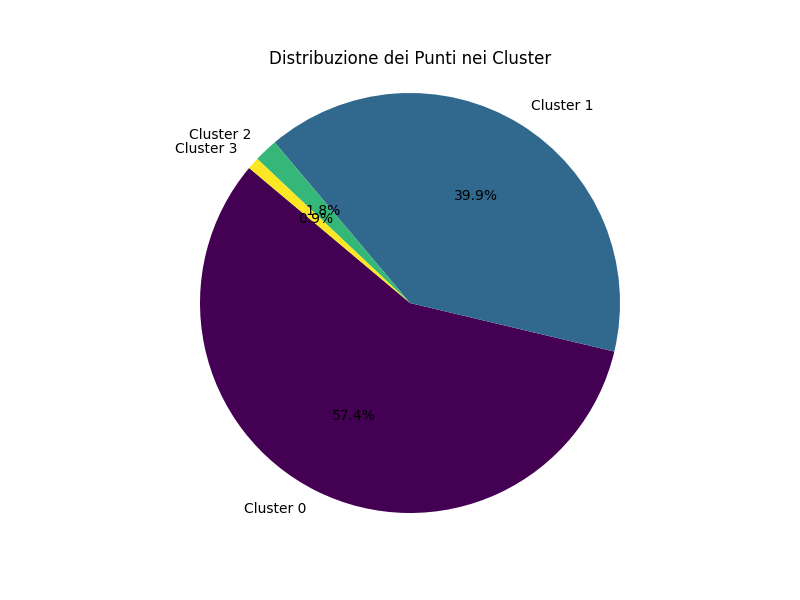 Distribuzione dei Punti nei Cluster
Cluster 1
Cluster 2
Cluster 3
39.9%
1.8%
0.9%
57.4%
Cluster 0